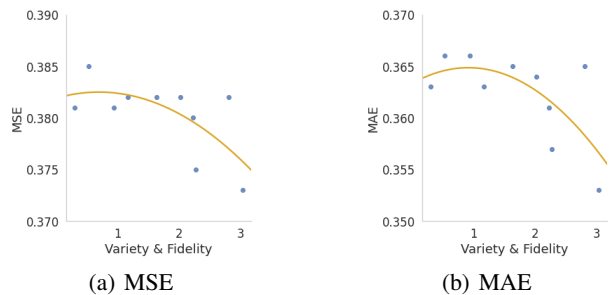 0.390
0.385
0.380
0.375
0.370
MSE
1 2 3
Variety & Fidelity
(a) MSE
0.370
0.365
0.360
0.355
0.350
MAE
1 2 3
Variety & Fidelity
(b) MAE